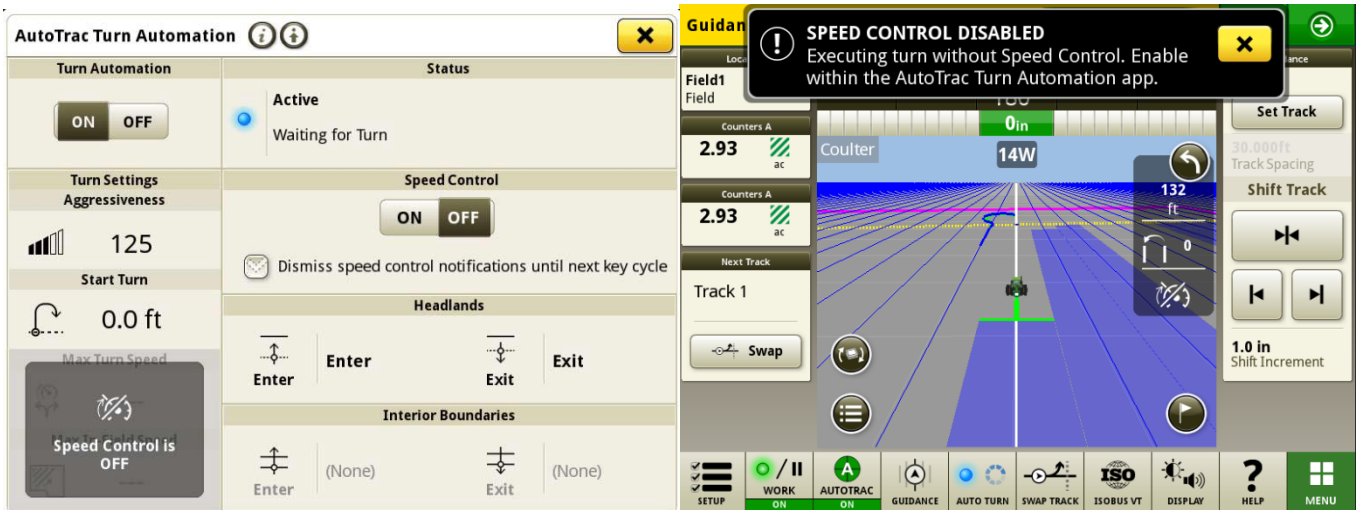 AutoTrac Turn Automation
Turn Automation
ON OFF
Status
Active
Waiting for Turn
Turn Settings
Aggressiveness
125
Start Turn
0.0 ft
Max Turn Speed
Speed Control is
OFF
Speed Control
ON OFF
Dismiss speed control notifications until next key cycle
Headlands
Enter
Enter
Exit
Exit
Interior Boundaries
Enter
(None)
Exit
(None)
Guidan
SPEED CONTROL DISABLED
Executing turn without Speed Control. Enable
within the AutoTrac Turn Automation app.
Loca
Field1
Field
Counters A
2.93
ac
Counters A
2.93
ac
Next Track
Track 1
Swap
0in
Coulter
14W
132
ft
0
ance
Set Track
30.000ft
Track Spacing
Shift Track
1.0 in
Shift Increment
SETUP
WORK
ON
A
AUTOTRAC
ON
GUIDANCE
AUTO TURN
SWAP TRACK
ISO
ISOBUS VT
DISPLAY
?
HELP
MENU